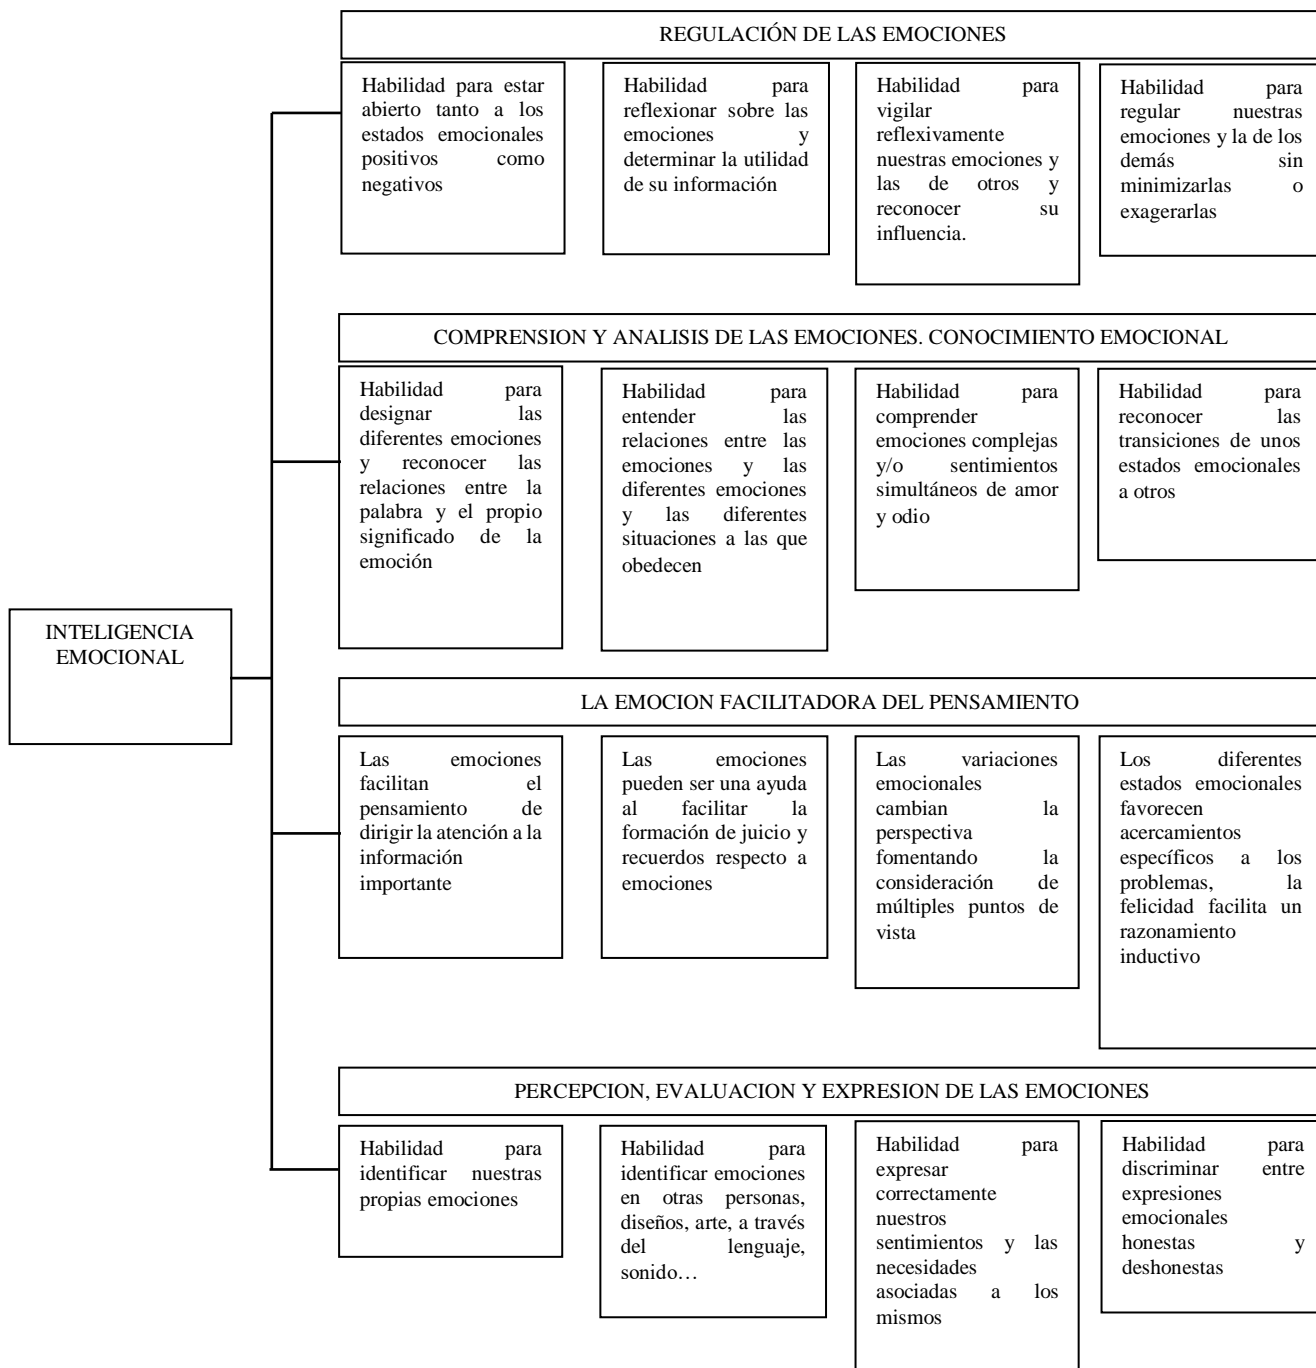 REGULACIÓN DE LAS EMOCIONES
Habilidad para estar
abierto tanto a los
estados emocionales
positivos como
negativos
Habilidad para
reflexionar sobre las
emociones y
determinar la utilidad
de su información
Habilidad para
vigilar
reflexivamente
nuestras emociones y
las de otros y
reconocer su
influencia.
Habilidad para
regular nuestras
emociones y la de los
demás sin
minimizarlas o
exagerarlas
COMPRENSION Y ANALISIS DE LAS EMOCIONES. CONOCIMIENTO EMOCIONAL
Habilidad para
designar las
diferentes emociones
y reconocer las
relaciones entre la
palabra y el propio
significado de la
emoción
Habilidad para
entender las
relaciones entre las
emociones y las
diferentes emociones
y las diferentes
situaciones a las que
obedecen
Habilidad para
comprender
emociones complejas
y/o sentimientos
simultáneos de amor
y odio
Habilidad para
reconocer las
transiciones de unos
estados emocionales
a otros
INTELIGENCIA
EMOCIONAL
LA EMOCION FACILITADORA DEL PENSAMIENTO
Las emociones
facilitan el
pensamiento de
dirigir la atención a la
información
importante
Las emociones
pueden ser una ayuda
al facilitar la
formación de juicio y
recuerdos respecto a
emociones
Las variaciones
emocionales
cambian la
perspectiva
fomentando la
consideración de
múltiples puntos de
vista
Los diferentes
estados emocionales
favorecen
acercamientos
específicos a los
problemas, la
felicidad facilita un
razonamiento
inductivo
PERCEPCION, EVALUACION Y EXPRESION DE LAS EMOCIONES
Habilidad para
identificar nuestras
propias emociones
Habilidad para
identificar emociones
en otras personas,
diseños, arte, a través
del lenguaje,
sonido…
Habilidad para
expresar
correctamente
nuestros
sentimientos y las
necesidades
asociadas a los
mismos
Habilidad para
discriminar entre
expresiones
emocionales
honestas y
deshonestas